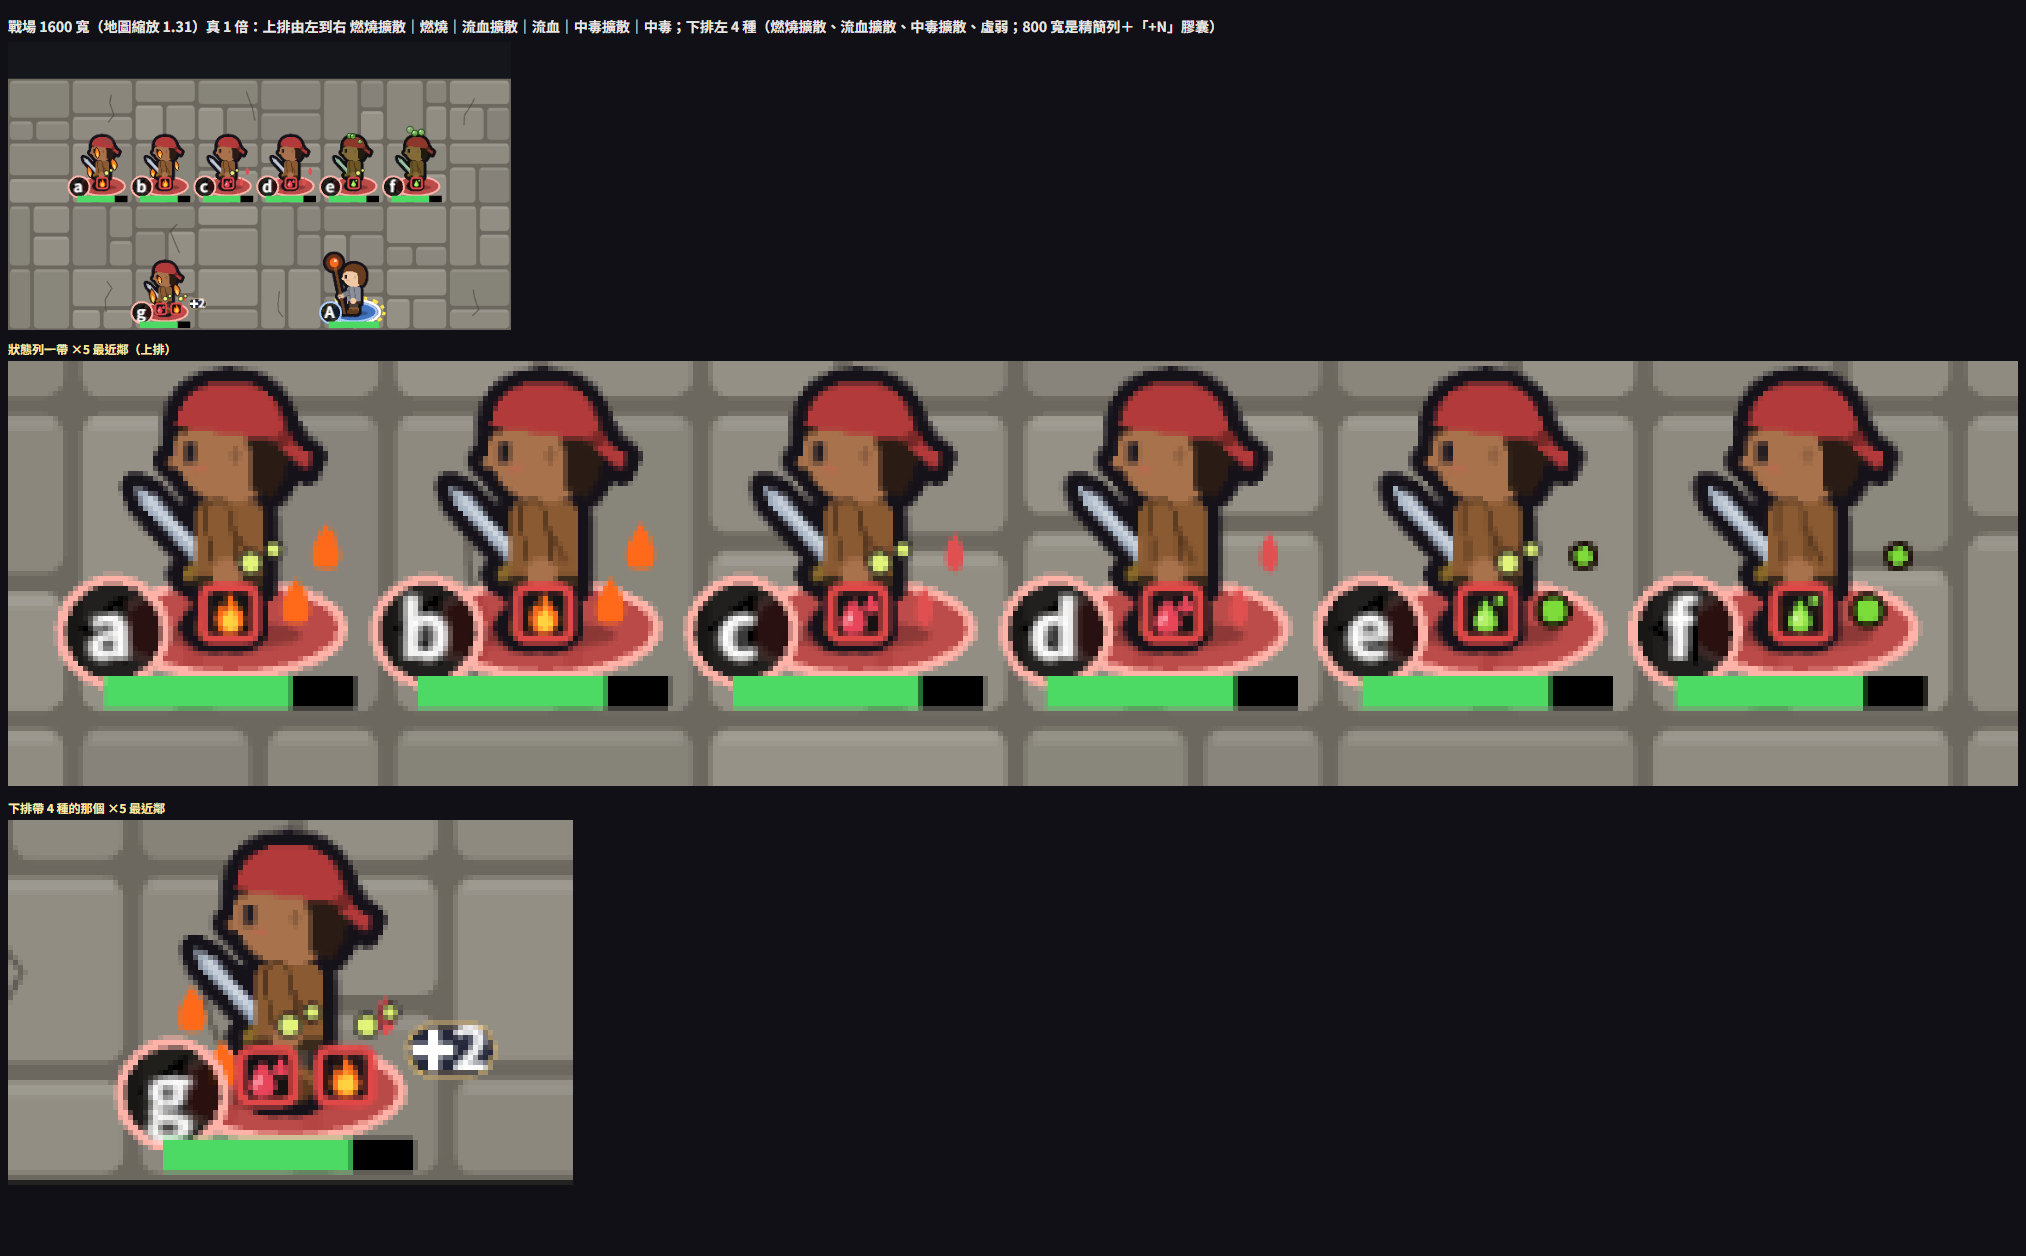 戰場 1600 寬（地圖縮放 1.31）真 1 倍：上排由左到右 燃燒擴散｜燃燒｜流血擴散｜流血｜中毒擴散｜中毒；下排左 4 種（燃燒擴散、流血擴散、中毒擴散、虛弱；800 寬是精簡列＋「+N」膠囊）
a b c d e f
g +2 A
狀態列一帶 ×5 最近鄰（上排）
a b c d e f
下排帶 4 種的那個 ×5 最近鄰
+2
g